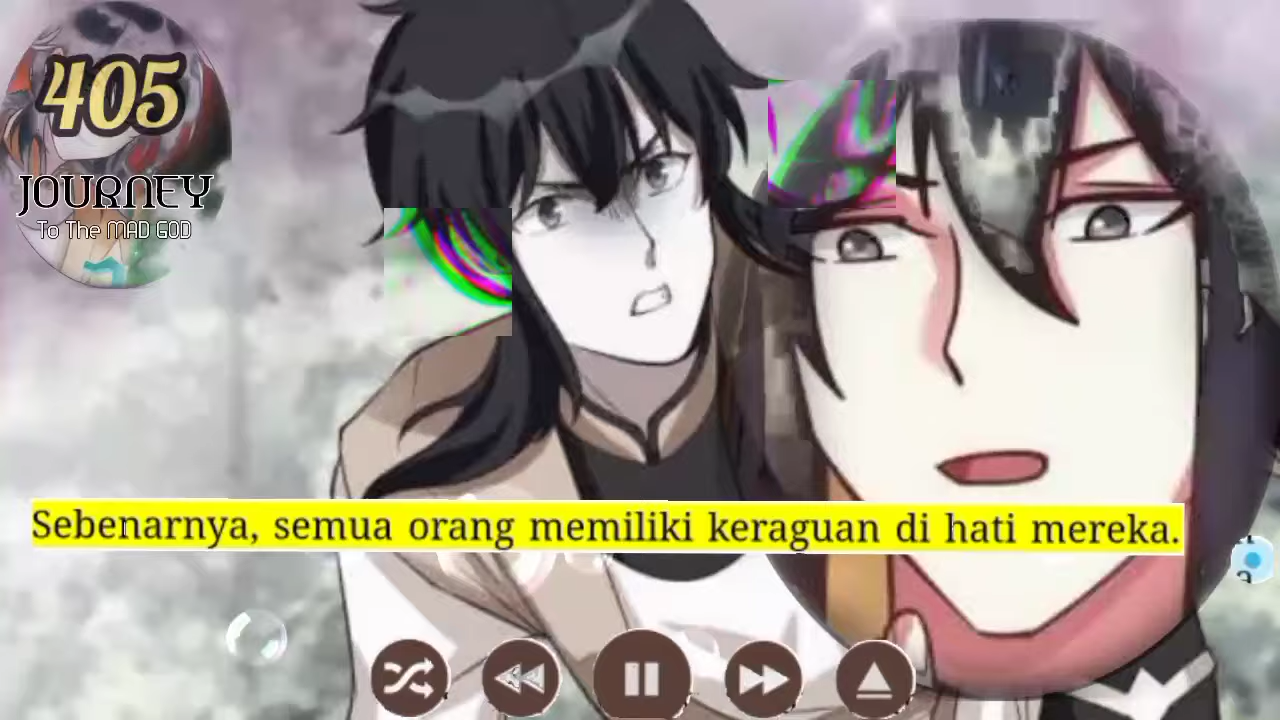 405
JOURNEY
To The MAD GOD
Sebenarnya, semua orang memiliki keraguan di hati mereka.